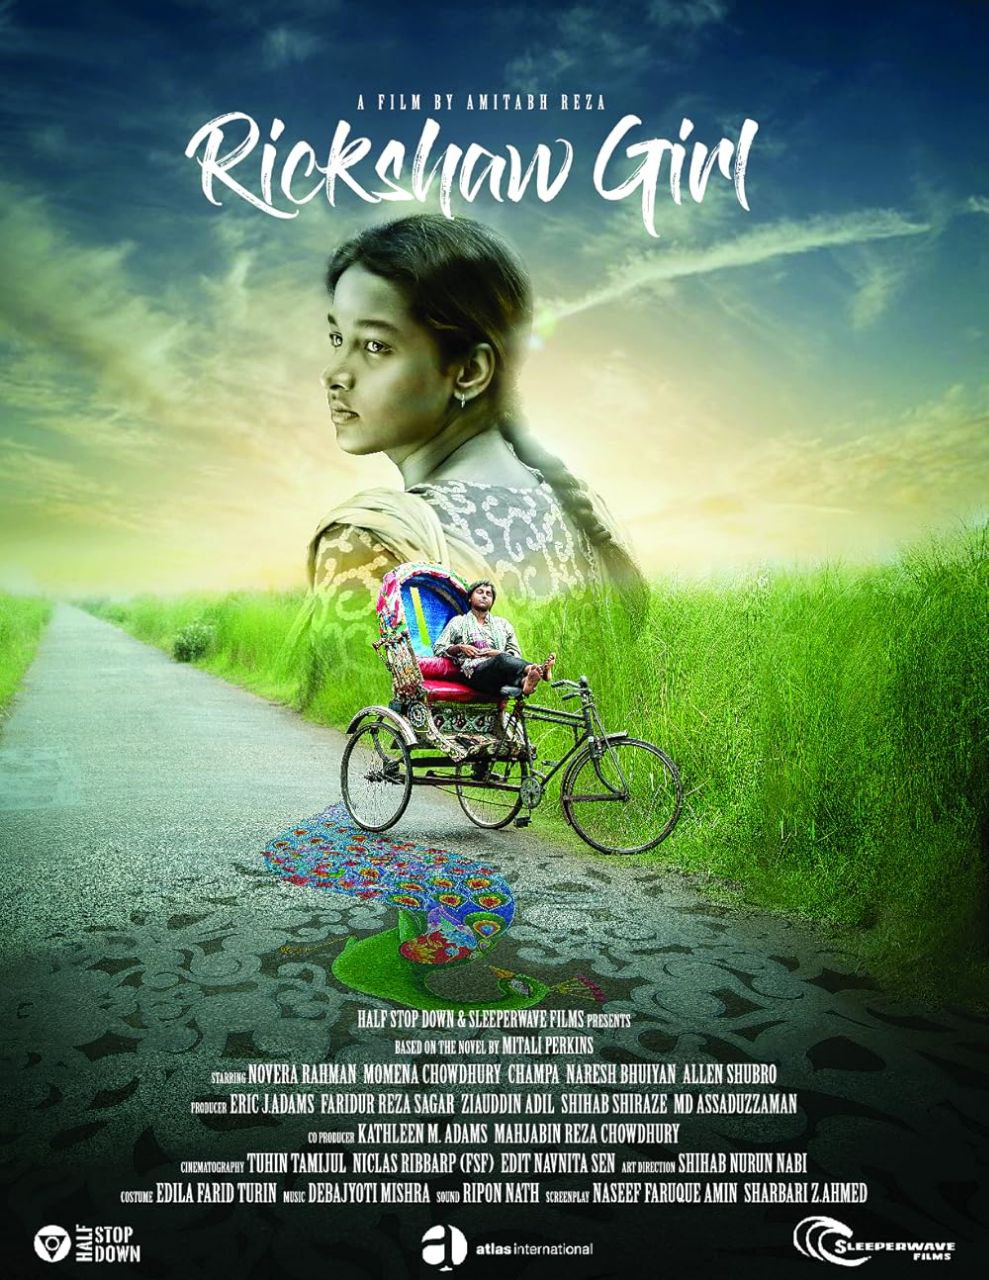 A FILM BY AMITABH REZA
Rickshaw Girl
HALF STOP DOWN & SLEEPERWAVE FILMS PRESENTS
BASED ON THE NOVEL BY MITALI PERKINS
STARRING NOVERA RAHMAN MOMENA CHOWDHURY CHAMPA NARESH BHUIYAN ALLEN SHUBRO
PRODUCER ERIC J.ADAMS FARIDUR REZA SAGAR ZIAUDDIN ADIL SHIHAB SHIRAZE MD ASSADUZZAMAN
CO PRODUCER KATHLEEN M. ADAMS MAHJABIN REZA CHOWDHURY
CINEMATOGRAPHY TUHIN TAMIJUL NICLAS RIBBARP (FSF) EDIT NAVNITA SEN ART DIRECTION SHIHAB NURUN NABI
COSTUME EDILA FARID TURIN MUSIC DEBAJYOTI MISHRA SOUND RIPON NATH SCREENPLAY NASEEF FARUQUE AMIN SHARBARI Z.AHMED
HALF STOP DOWN
a atlas international
SLEEPERWAVE
FILMS